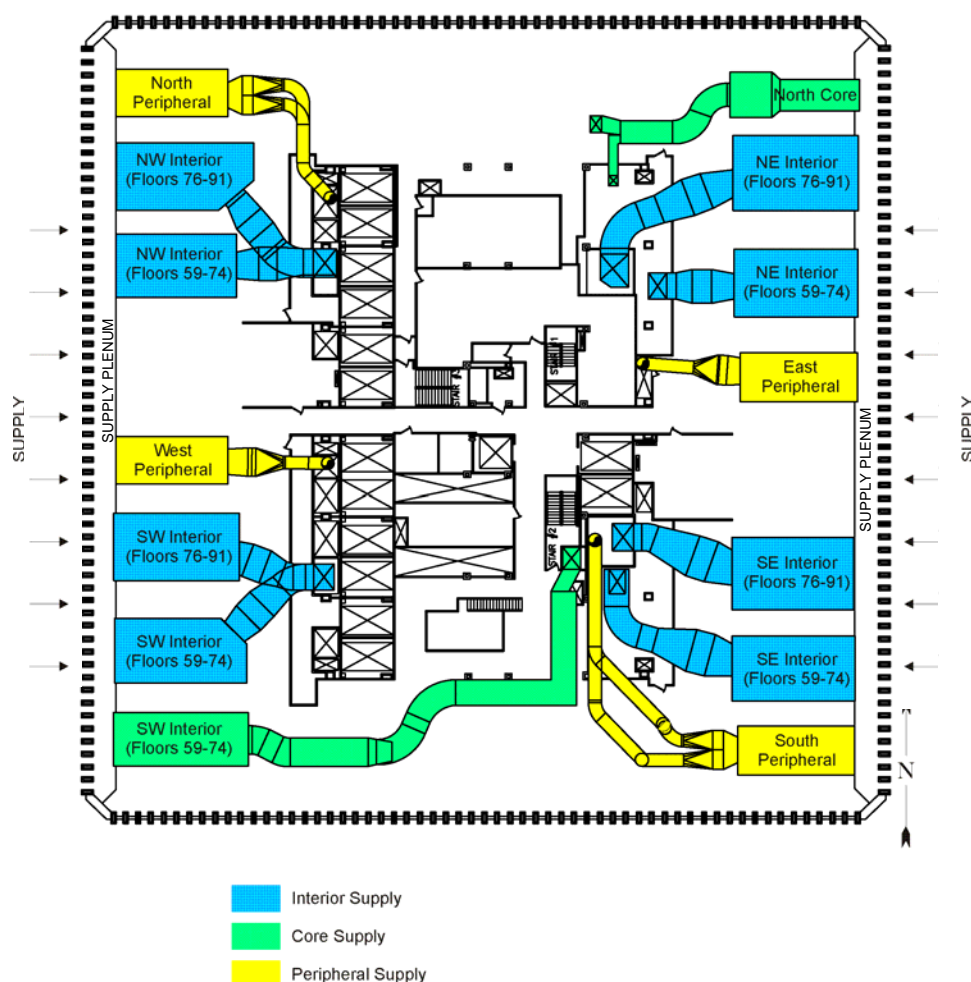 North
Peripheral
North Core
NW Interior
(Floors 76-91)
NE Interior
(Floors 76-91)
NW Interior
(Floors 59-74)
NE Interior
(Floors 59-74)
SUPPLY
SUPPLY PLENUM
STAIR #3
STAIR #1
East
Peripheral
SUPPLY PLENUM
SUPPLY
West
Peripheral
SW Interior
(Floors 76-91)
STAIR #2
SE Interior
(Floors 76-91)
SW Interior
(Floors 59-74)
SE Interior
(Floors 59-74)
SW Interior
(Floors 59-74)
South
Peripheral
N
Interior Supply
Core Supply
Peripheral Supply